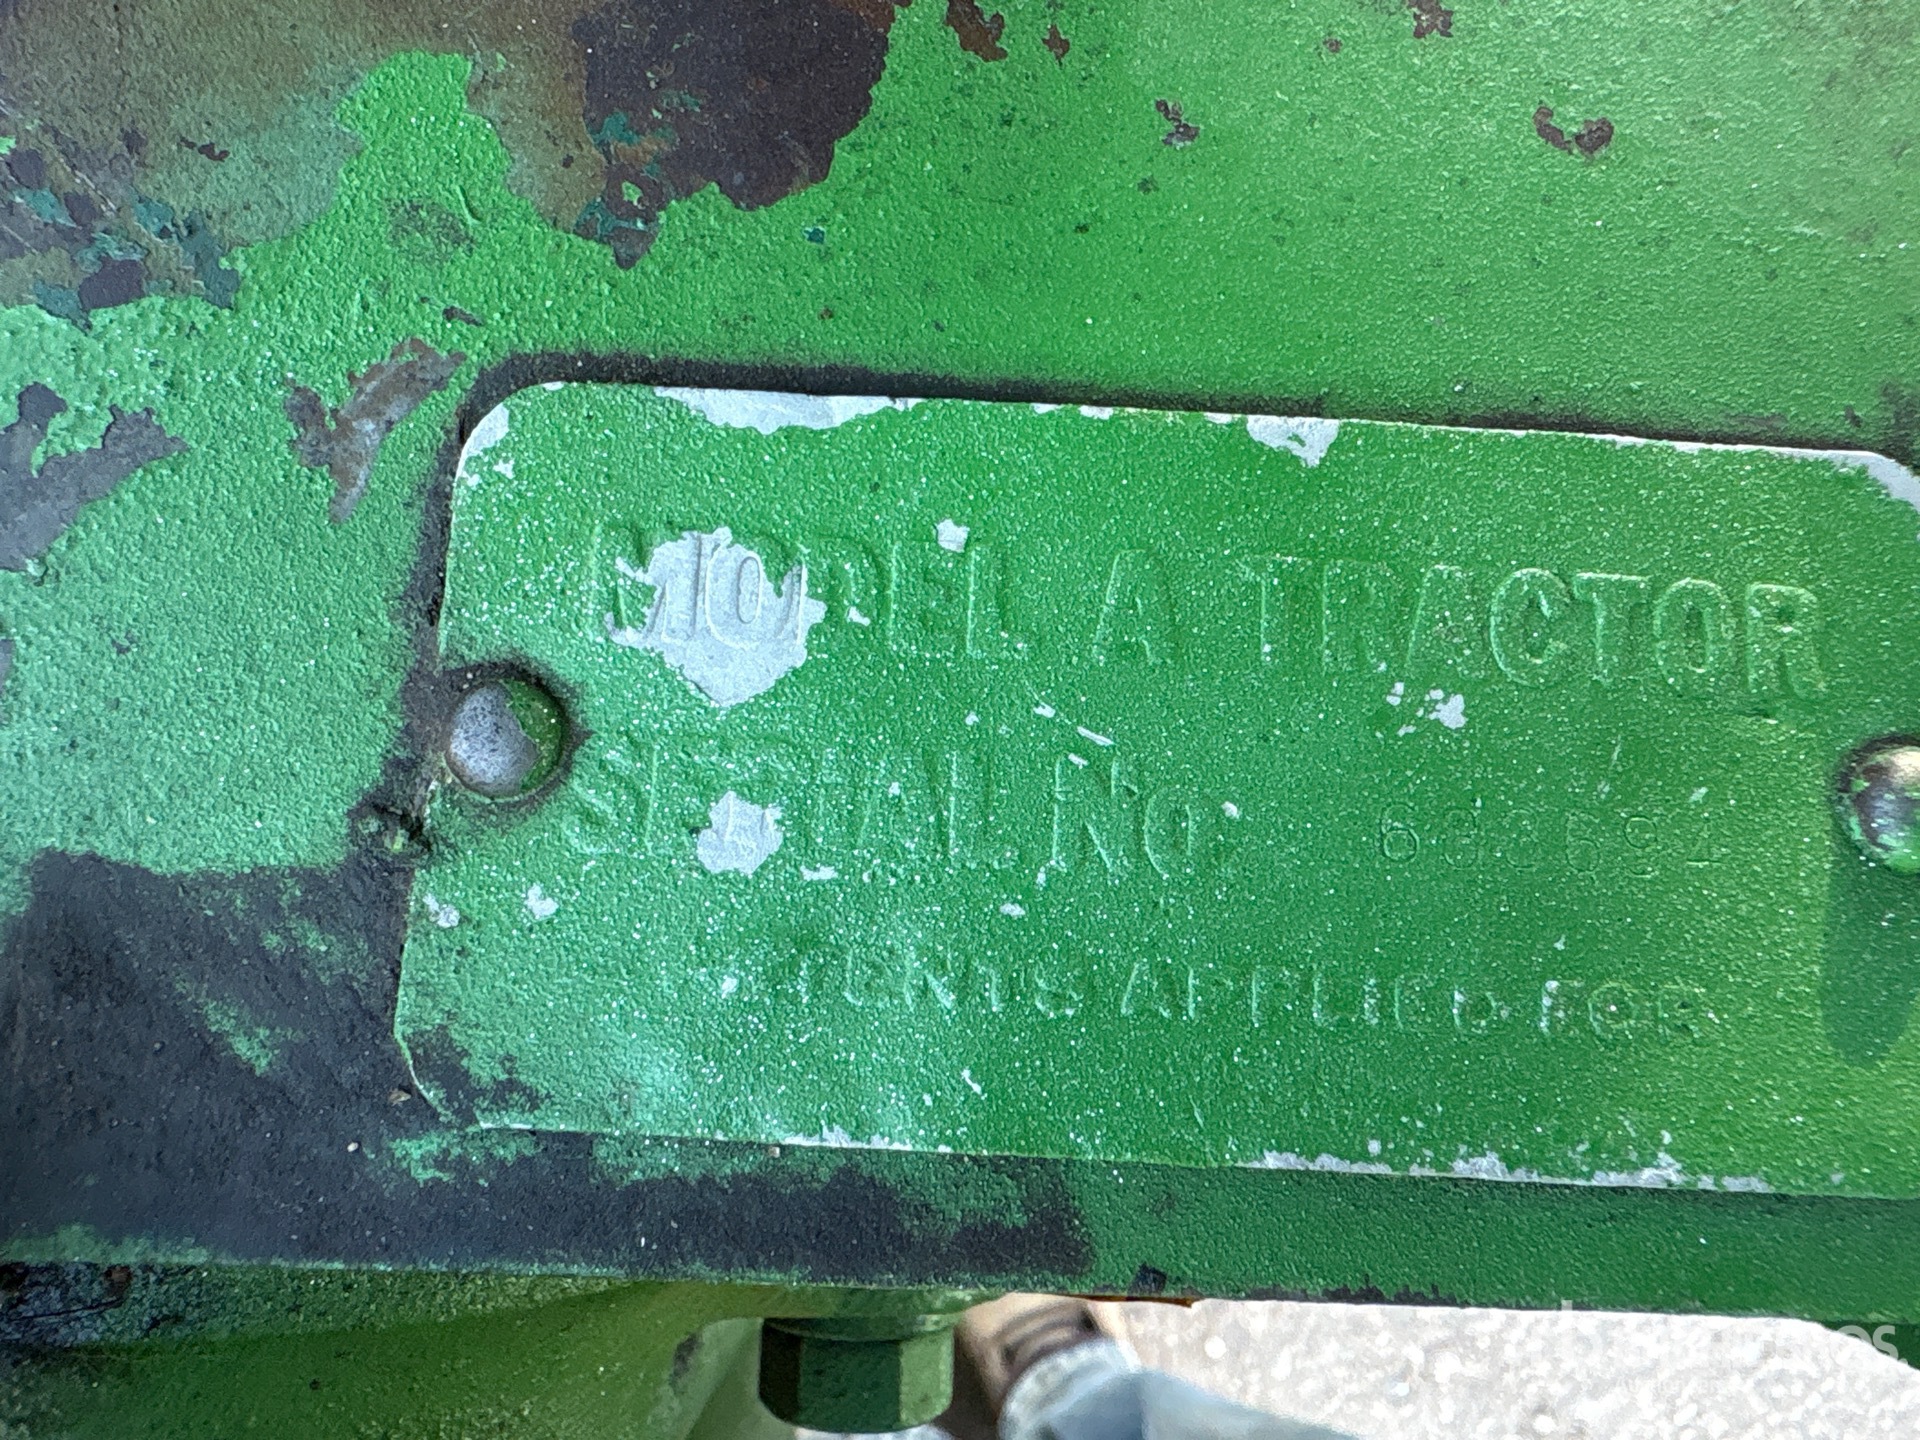 MODEL A TRACTOR
SERIAL NO.
PATENTS APPLIED FOR